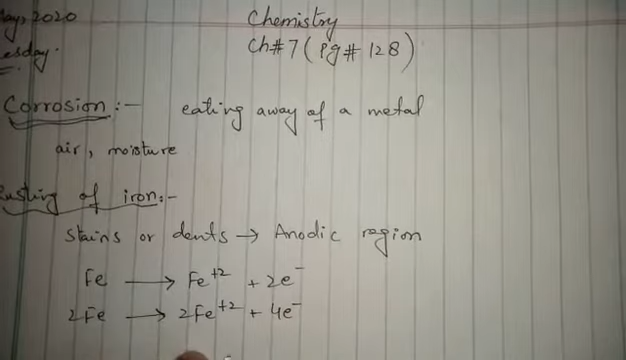 2020
Chemistry
Ch#7 (Pg# 128)
Corrosion:- eating away of a metal
air, moisture
of iron:-
Stains or dents → Anodic region
Fe → Fe⁺² + 2e⁻
2Fe → 2Fe⁺² + 4e⁻